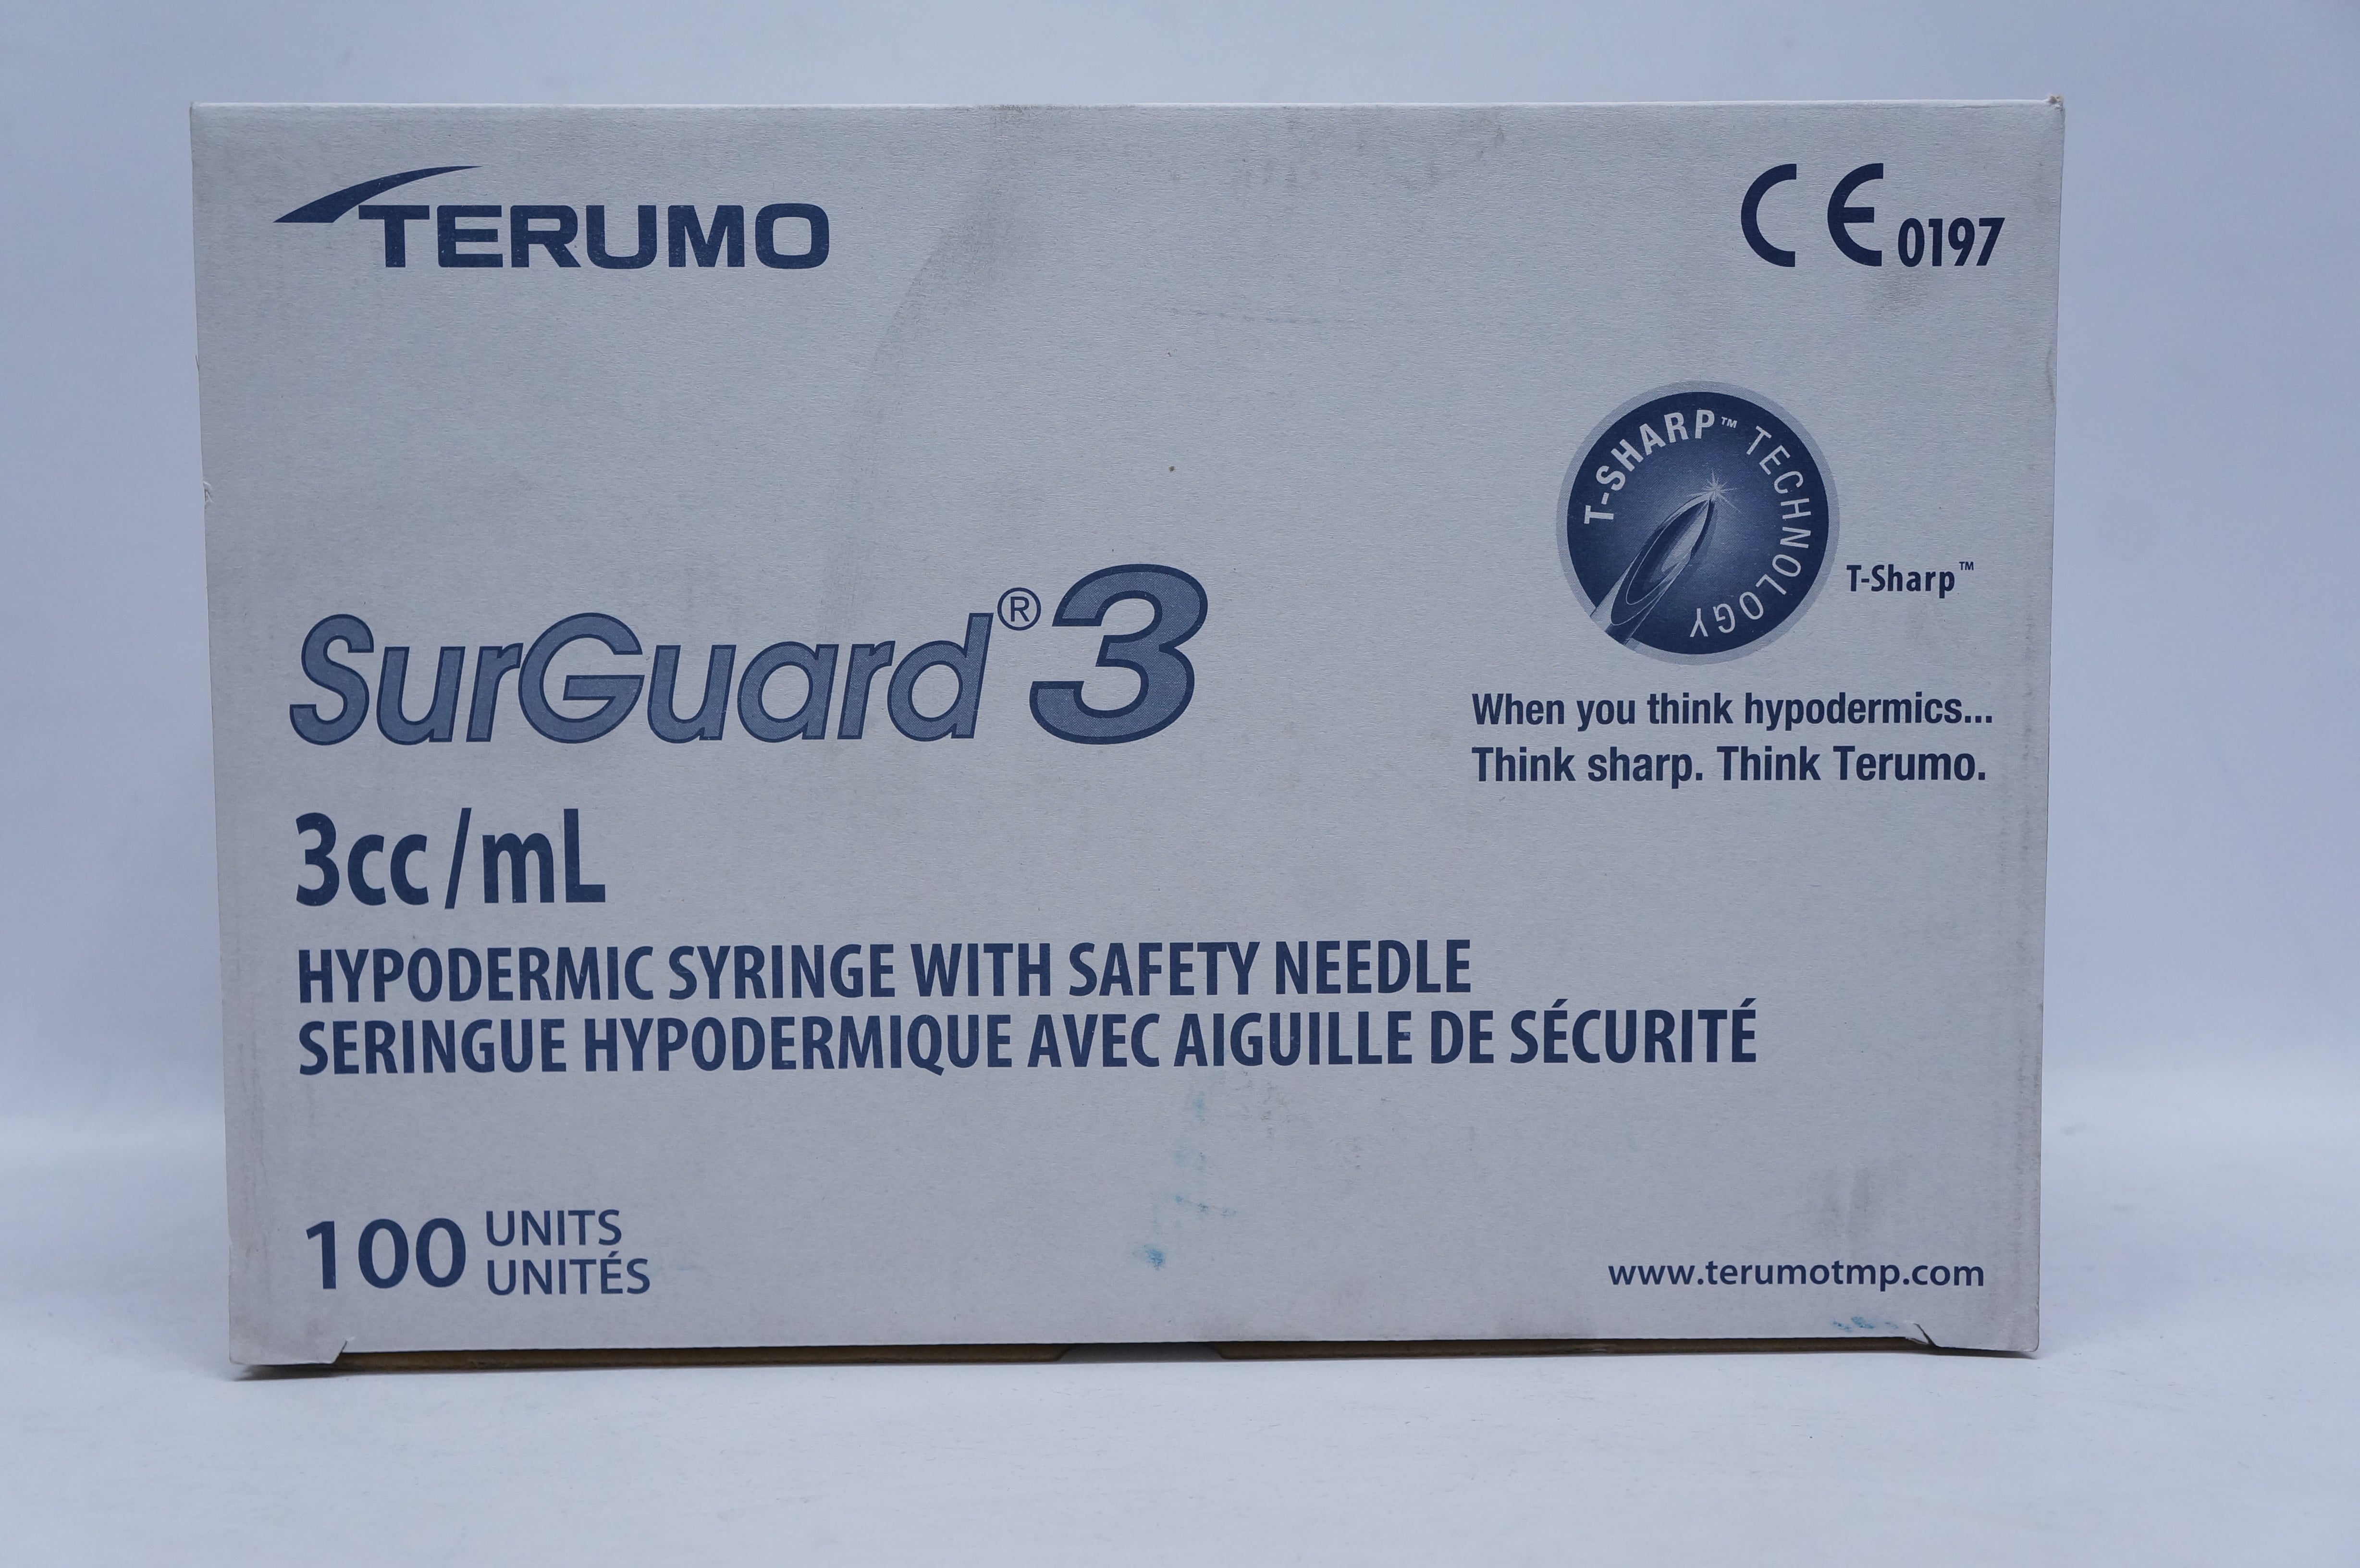 TERUMO
CE 0197
T-SHARP™ TECHNOLOGY
T-Sharp™
SurGuard®3
When you think hypodermics...
Think sharp. Think Terumo.
3cc/mL
HYPODERMIC SYRINGE WITH SAFETY NEEDLE
SERINGUE HYPODERMIQUE AVEC AIGUILLE DE SÉCURITÉ
100 UNITS
UNITÉS
www.terumotmp.com